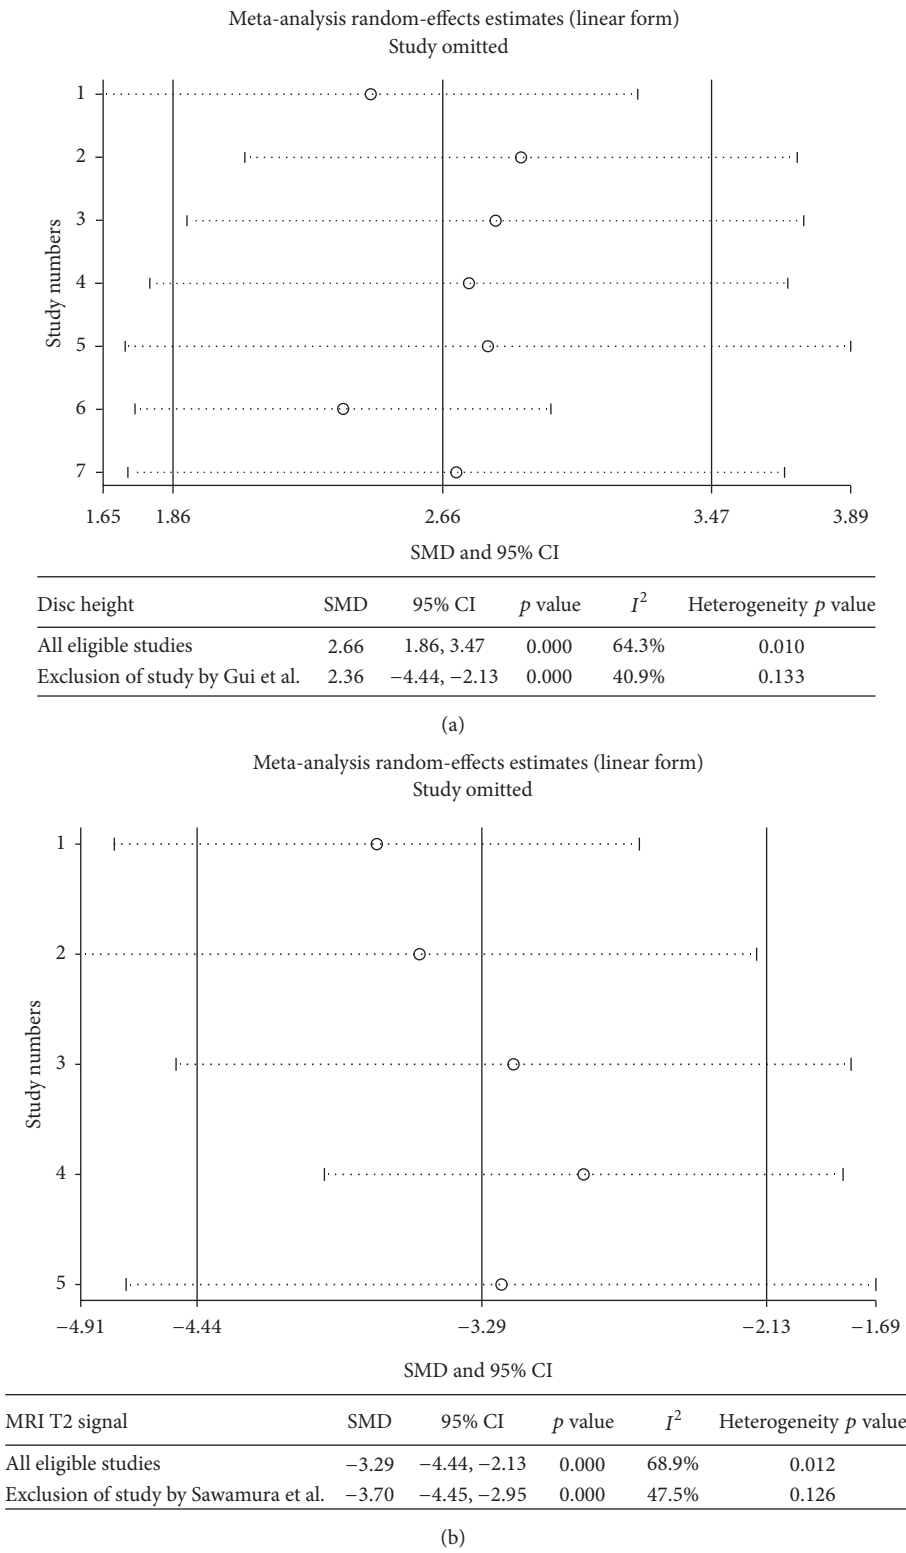 Meta-analysis random-effects estimates (linear form)
Study omitted
1
2
3
4
5
6
7
Study numbers
1.65 1.86 2.66 3.47 3.89
SMD and 95% CI
Disc height SMD 95% CI p value I² Heterogeneity p value
All eligible studies 2.66 1.86, 3.47 0.000 64.3% 0.010
Exclusion of study by Gui et al. 2.36 −4.44, −2.13 0.000 40.9% 0.133
(a)
Meta-analysis random-effects estimates (linear form)
Study omitted
1
2
3
4
5
Study numbers
−4.91 −4.44 −3.29 −2.13 −1.69
SMD and 95% CI
MRI T2 signal SMD 95% CI p value I² Heterogeneity p value
All eligible studies −3.29 −4.44, −2.13 0.000 68.9% 0.012
Exclusion of study by Sawamura et al. −3.70 −4.45, −2.95 0.000 47.5% 0.126
(b)